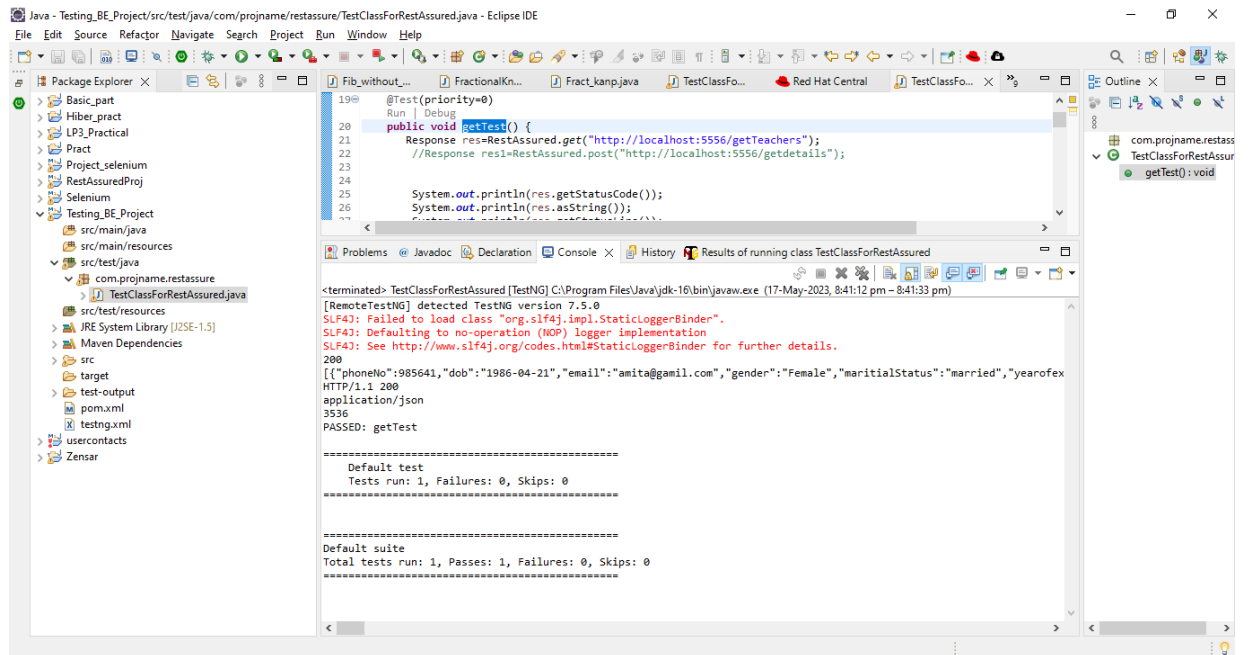 Java - Testing_BE_Project/src/test/java/com/projname/restassure/TestClassForRestAssured.java - Eclipse IDE
File Edit Source Refactor Navigate Search Project Run Window Help
Package Explorer
Basic_part
Hiber_pract
LP3_Practical
Pract
Project_selenium
RestAssuredProj
Selenium
Testing_BE_Project
src/main/java
src/main/resources
src/test/java
com.projname.restassure
TestClassForRestAssured.java
src/test/resources
JRE System Library [J2SE-1.5]
Maven Dependencies
src
target
test-output
pom.xml
testng.xml
usercontacts
Zensar
Fib_without_... FractionalKn... Fract_kanp.java TestClassFo... Red Hat Central TestClassFo... 9
19 @Test(priority=0)
Run | Debug
20 public void getTest() {
21 Response res=RestAssured.get("http://localhost:5556/getTeachers");
22 //Response res1=RestAssured.post("http://localhost:5556/getdetails");
23
24
25 System.out.println(res.getStatusCode());
26 System.out.println(res.asString());
27 System.out.println(res.getStatusLine());
Problems @ Javadoc Declaration Console History Results of running class TestClassForRestAssured
<terminated> TestClassForRestAssured [TestNG] C:\Program Files\Java\jdk-16\bin\javaw.exe (17-May-2023, 8:41:12 pm – 8:41:33 pm)
[RemoteTestNG] detected TestNG version 7.5.0
SLF4J: Failed to load class "org.slf4j.impl.StaticLoggerBinder".
SLF4J: Defaulting to no-operation (NOP) logger implementation
SLF4J: See http://www.slf4j.org/codes.html#StaticLoggerBinder for further details.
200
[{"phoneNo":985641,"dob":"1986-04-21","email":"amita@gamil.com","gender":"Female","maritialStatus":"married","yearofex
HTTP/1.1 200
application/json
3536
PASSED: getTest
===============================================
Default test
Tests run: 1, Failures: 0, Skips: 0
===============================================
===============================================
Default suite
Total tests run: 1, Passes: 1, Failures: 0, Skips: 0
===============================================
Outline
com.projname.restass
TestClassForRestAssur
getTest() : void